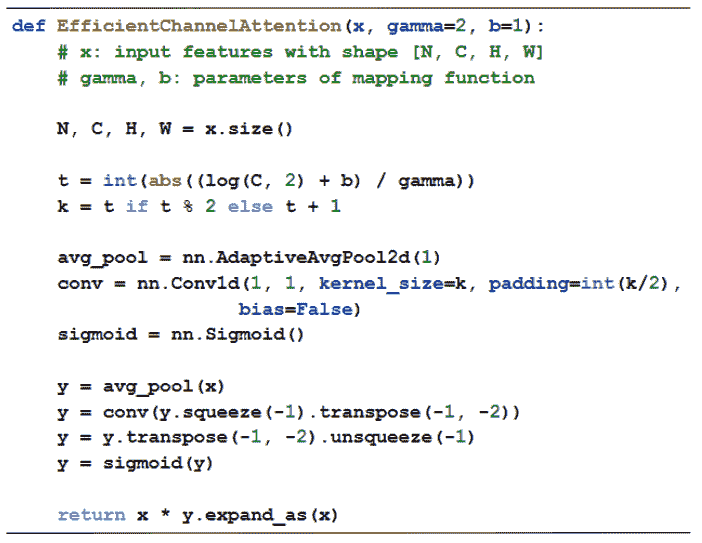 def EfficientChannelAttention(x, gamma=2, b=1):
    # x: input features with shape [N, C, H, W]
    # gamma, b: parameters of mapping function

    N, C, H, W = x.size()

    t = int(abs((log(C, 2) + b) / gamma))
    k = t if t % 2 else t + 1

    avg_pool = nn.AdaptiveAvgPool2d(1)
    conv = nn.Conv1d(1, 1, kernel_size=k, padding=int(k/2),
                     bias=False)
    sigmoid = nn.Sigmoid()

    y = avg_pool(x)
    y = conv(y.squeeze(-1).transpose(-1, -2))
    y = y.transpose(-1, -2).unsqueeze(-1)
    y = sigmoid(y)

    return x * y.expand_as(x)